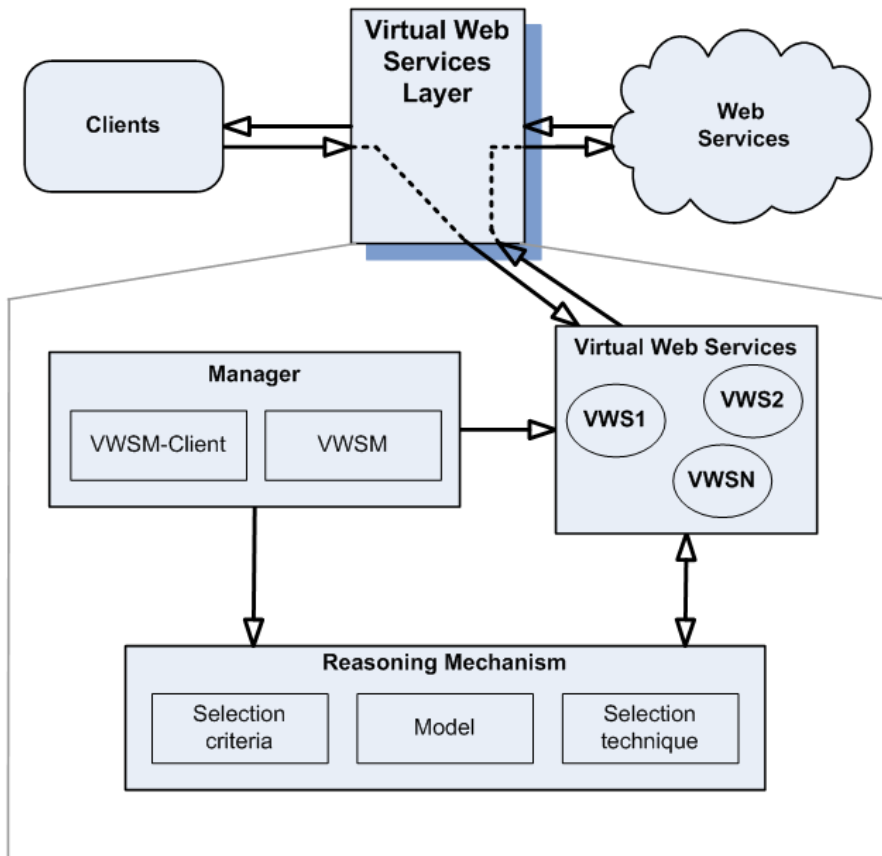 Virtual Web
Services
Layer
Clients
Web
Services
Virtual Web Services
VWS1
VWS2
VWSN
Manager
VWSM-Client
VWSM
Reasoning Mechanism
Selection
criteria
Model
Selection
technique